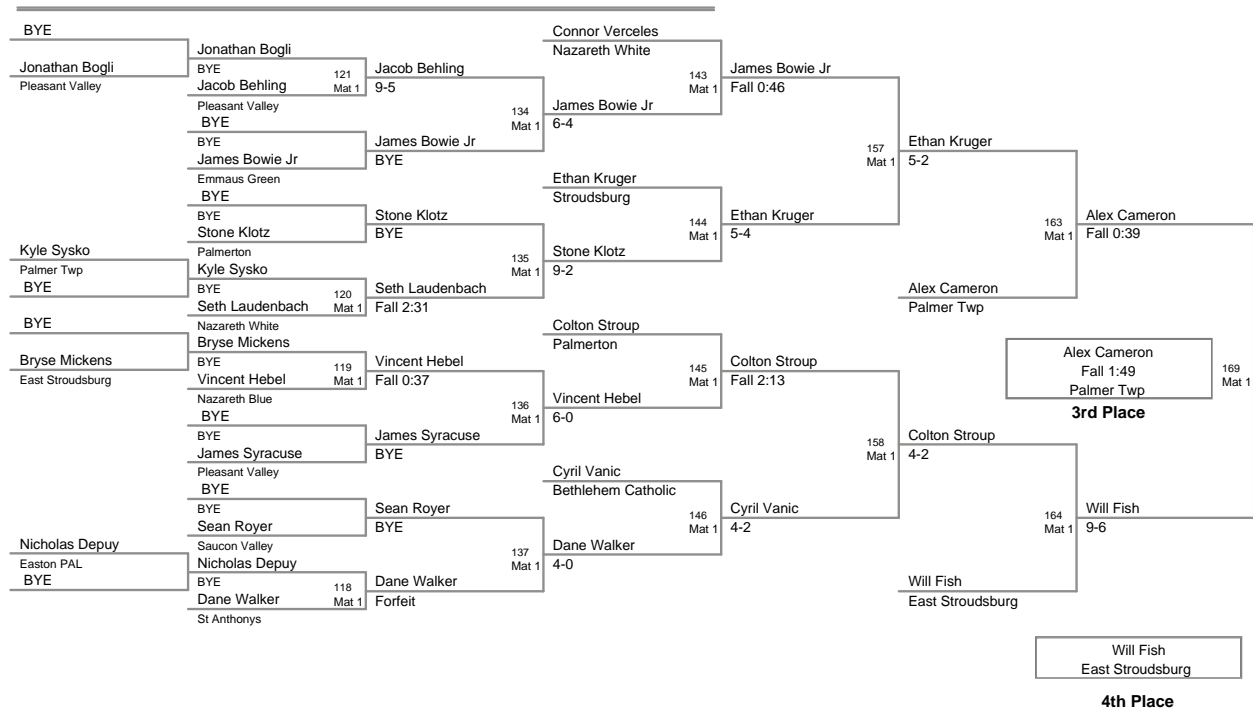 BYE
Jonathan Bogli
Pleasant Valley
Kyle Sysko
Palmer Twp
BYE
BYE
Bryse Mickens
East Stroudsburg
Nicholas Depuy
Easton PAL
BYE
Jonathan Bogli
BYE
Jacob Behling
Pleasant Valley
121
Mat 1
BYE
BYE
James Bowie Jr
Emmaus Green
BYE
BYE
Stone Klotz
Palmerton
Kyle Sysko
BYE
Seth Laudenbach
Nazareth White
120
Mat 1
Bryse Mickens
BYE
Vincent Hebel
Nazareth Blue
119
Mat 1
BYE
BYE
James Syracuse
Pleasant Valley
BYE
BYE
Sean Royer
Saucon Valley
Nicholas Depuy
BYE
Dane Walker
St Anthonys
118
Mat 1
Jacob Behling
9-5
134
Mat 1
James Bowie Jr
BYE
Stone Klotz
BYE
135
Mat 1
Seth Laudenbach
Fall 2:31
Vincent Hebel
Fall 0:37
136
Mat 1
James Syracuse
BYE
Sean Royer
BYE
137
Mat 1
Dane Walker
Forfeit
Connor Verceles
Nazareth White
143
Mat 1
James Bowie Jr
6-4
Ethan Kruger
Stroudsburg
144
Mat 1
Stone Klotz
9-2
Colton Stroup
Palmerton
145
Mat 1
Vincent Hebel
6-0
Cyril Vanic
Bethlehem Catholic
146
Mat 1
Dane Walker
4-0
James Bowie Jr
Fall 0:46
157
Mat 1
Ethan Kruger
5-4
Colton Stroup
Fall 2:13
158
Mat 1
Cyril Vanic
4-2
Ethan Kruger
5-2
163
Mat 1
Alex Cameron
Palmer Twp
Colton Stroup
4-2
164
Mat 1
Will Fish
East Stroudsburg
Alex Cameron
Fall 0:39
Alex Cameron
Fall 1:49
Palmer Twp
3rd Place
169
Mat 1
Will Fish
9-6
Will Fish
East Stroudsburg
4th Place